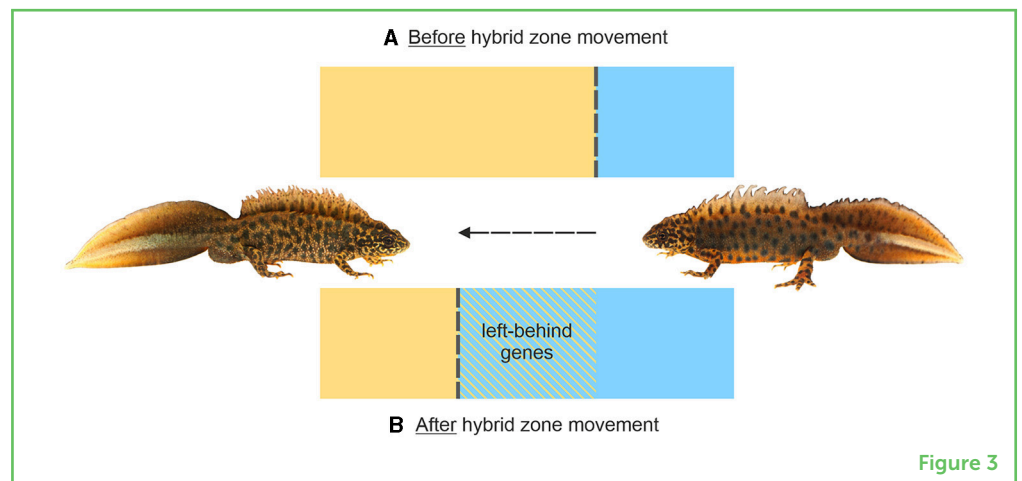 A Before hybrid zone movement
left-behind
genes
B After hybrid zone movement
Figure 3